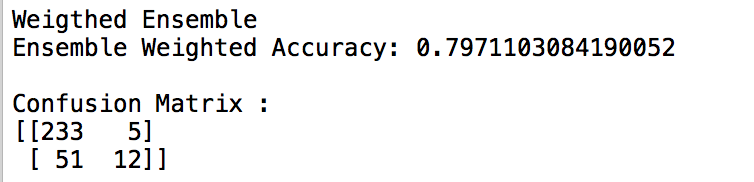 Weigthed Ensemble
Ensemble Weighted Accuracy: 0.7971103084190052
Confusion Matrix :
[[233   5]
 [ 51  12]]